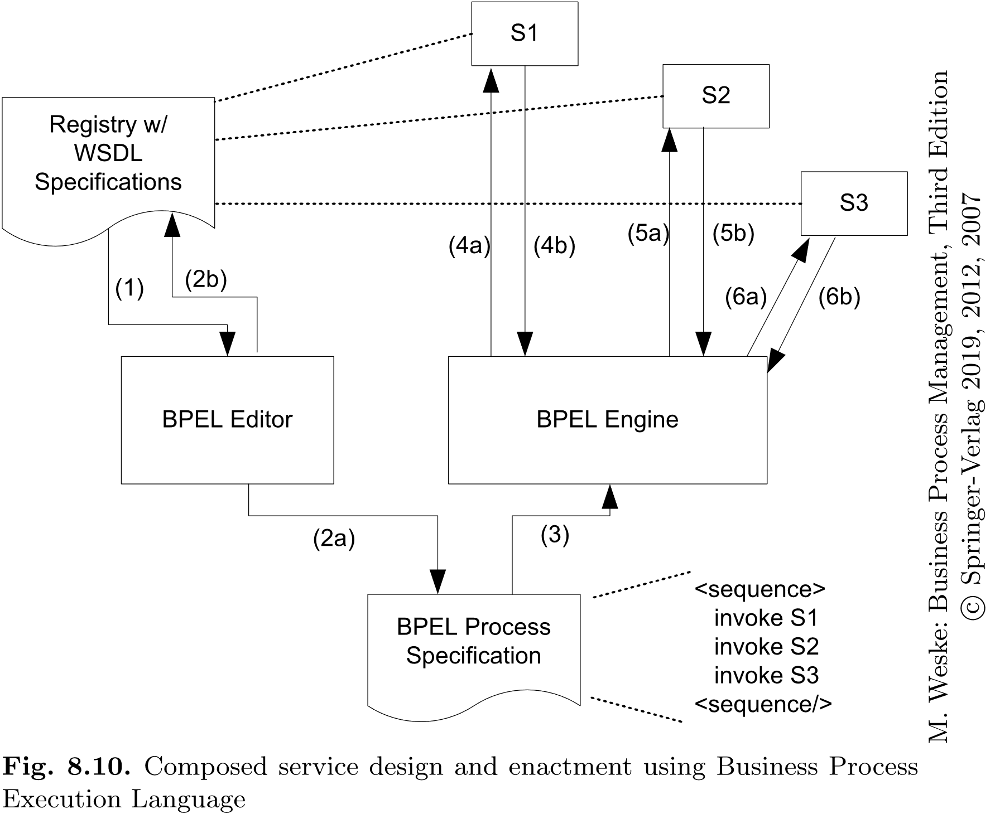 S1
S2
Registry w/
WSDL
Specifications
S3
(4a)
(4b)
(5a)
(5b)
(1)
(2b)
(6a)
(6b)
BPEL Editor
BPEL Engine
(2a)
(3)
BPEL Process
Specification
<sequence>
invoke S1
invoke S2
invoke S3
<sequence/>
M. Weske: Business Process Management, Third Edition
© Springer-Verlag 2019, 2012, 2007
Fig. 8.10. Composed service design and enactment using Business Process
Execution Language